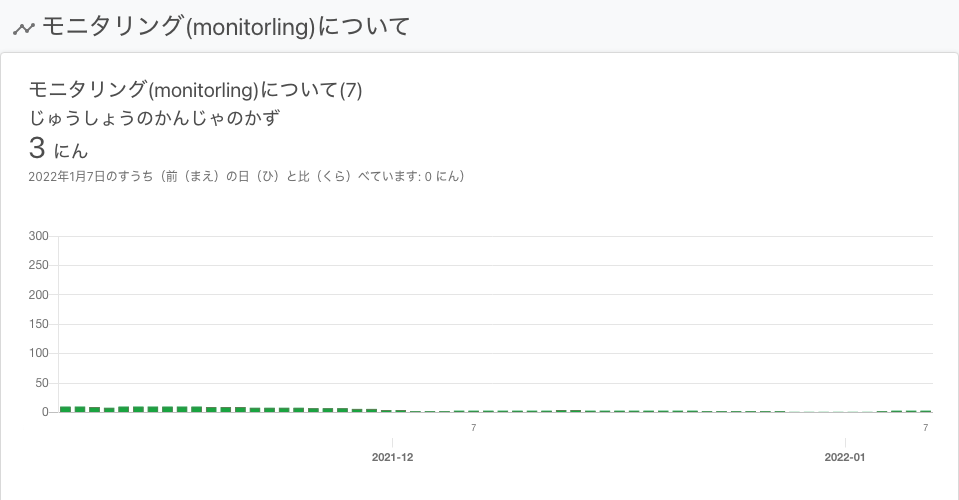 モニタリング(monitorling)について
モニタリング(monitorling)について(7)
じゅうしょうのかんじゃのかず
3 にん
2022年1月7日のすうち（前（まえ）の日（ひ）と比（くら）べています: 0 にん）
300
250
200
150
100
50
0
7 7
2021-12 2022-01